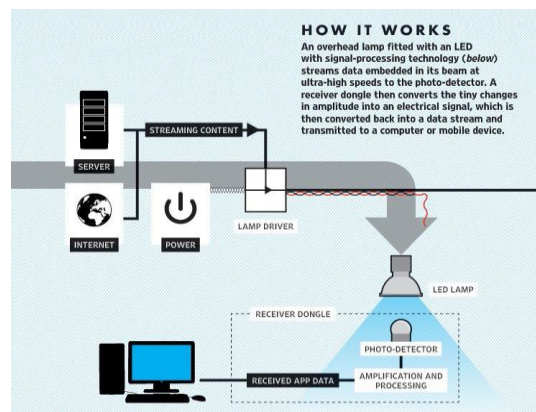 HOW IT WORKS
An overhead lamp fitted with an LED
with signal-processing technology (below)
streams data embedded in its beam at
ultra-high speeds to the photo-detector. A
receiver dongle then converts the tiny changes
in amplitude into an electrical signal, which is
then converted back into a data stream and
transmitted to a computer or mobile device.
STREAMING CONTENT
SERVER
INTERNET
POWER
LAMP DRIVER
LED LAMP
RECEIVER DONGLE
PHOTO-DETECTOR
RECEIVED APP DATA
AMPLIFICATION AND
PROCESSING